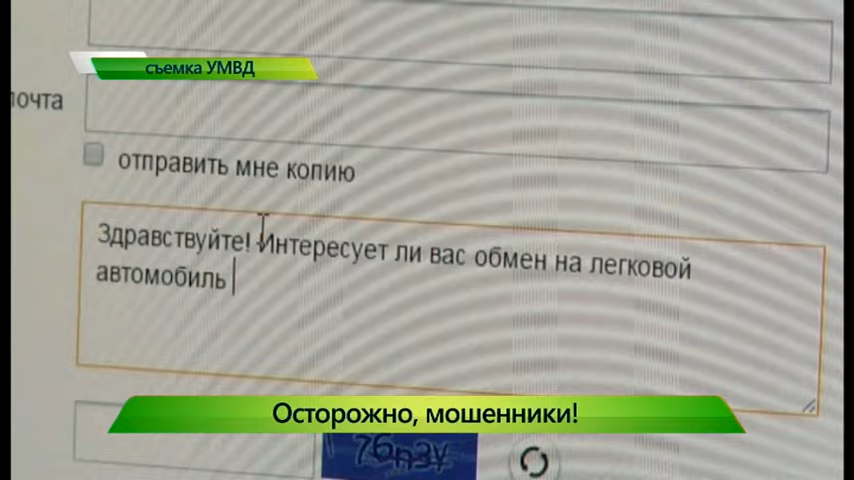 съемка УМВД
почта
отправить мне копию
Здравствуйте! Интересует ли вас обмен на легковой
автомобиль
Осторожно, мошенники!